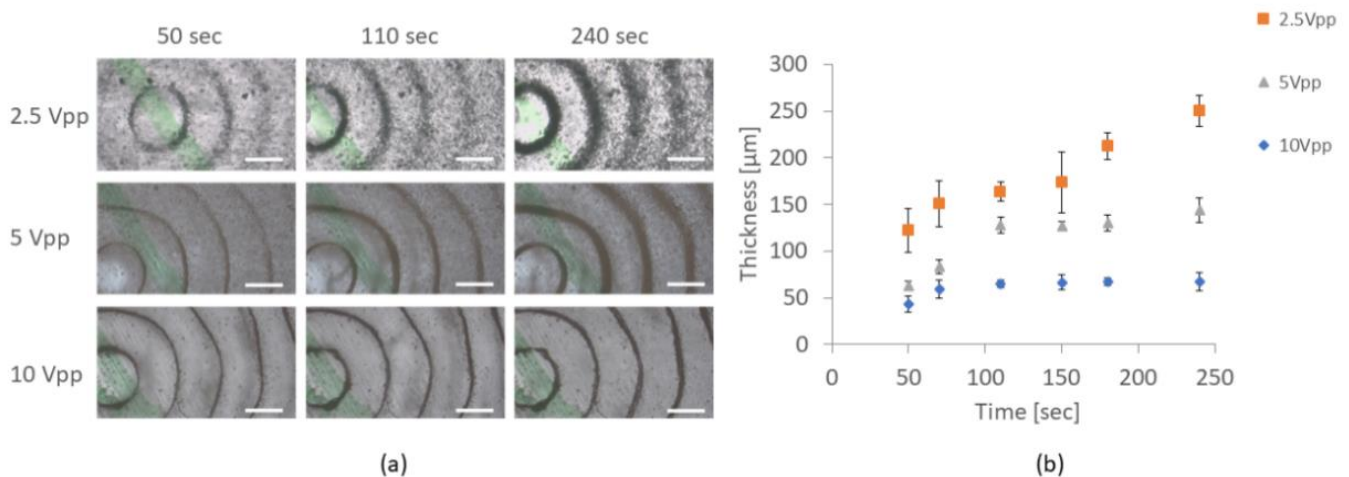 50 sec
110 sec
240 sec
2.5 Vpp
5 Vpp
10 Vpp
(a)
2.5Vpp
5Vpp
10Vpp
300
250
200
150
100
50
0
Thickness [µm]
0
50
100
150
200
250
Time [sec]
(b)